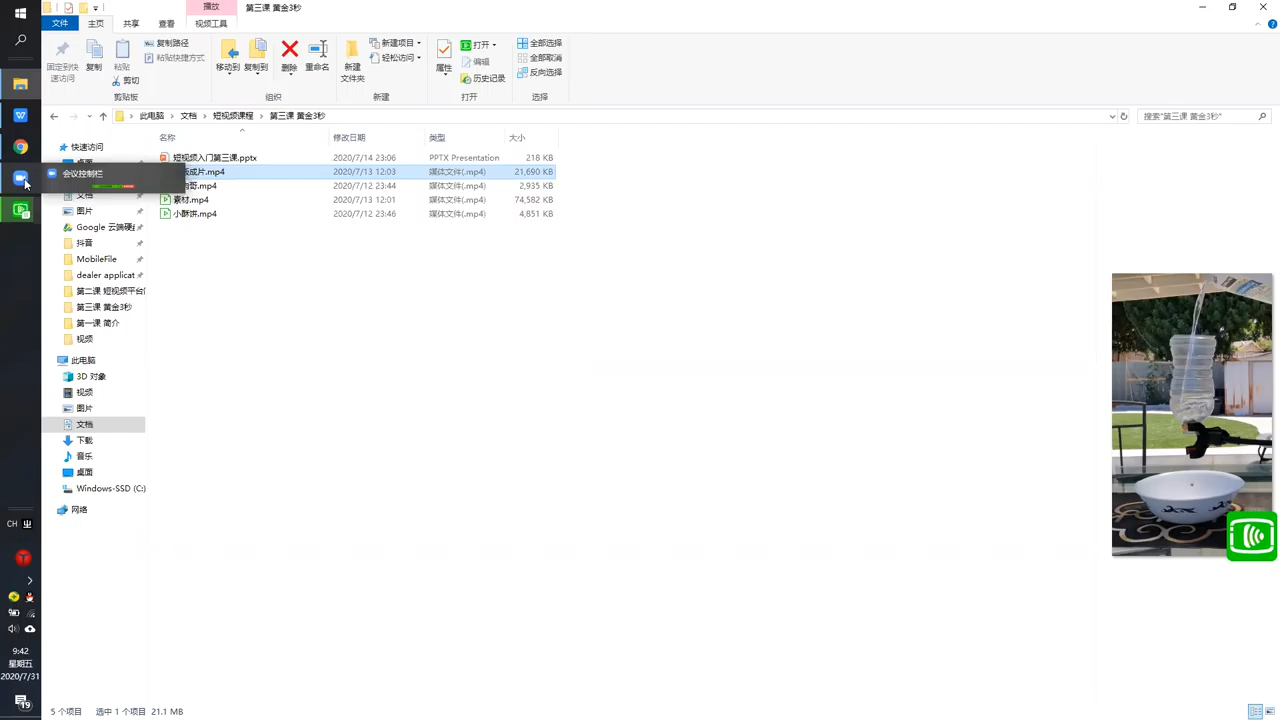 播放
第三课 黄金3秒
文件
主页
共享
查看
视频工具
固定到快速访问
复制
粘贴
复制路径
粘贴快捷方式
剪切
剪贴板
移动到
复制到
删除
重命名
组织
新建
文件夹
新建项目
轻松访问
新建
属性
打开
编辑
历史记录
打开
全部选择
全部取消
反向选择
选择
此电脑
文档
短视频课程
第三课 黄金3秒
搜索"第三课 黄金3秒"
名称
修改日期
类型
大小
短视频入门第三课.pptx
2020/7/14 23:06
PPTX Presentation
218 KB
成片.mp4
2020/7/13 12:03
媒体文件(.mp4)
21,690 KB
哥.mp4
2020/7/12 23:44
媒体文件(.mp4)
2,935 KB
素材.mp4
2020/7/13 12:01
媒体文件(.mp4)
74,582 KB
小酥饼.mp4
2020/7/12 23:46
媒体文件(.mp4)
4,851 KB
快速访问
会议控制栏
文档
图片
Google 云端硬盘
抖音
MobileFile
dealer applicat
第二课 短视频平台
第三课 黄金3秒
第一课 简介
视频
此电脑
3D 对象
视频
图片
文档
下载
音乐
桌面
Windows-SSD (C:)
网络
CH
9:42
星期五
2020/7/31
19
5 个项目
选中 1 个项目 21.1 MB